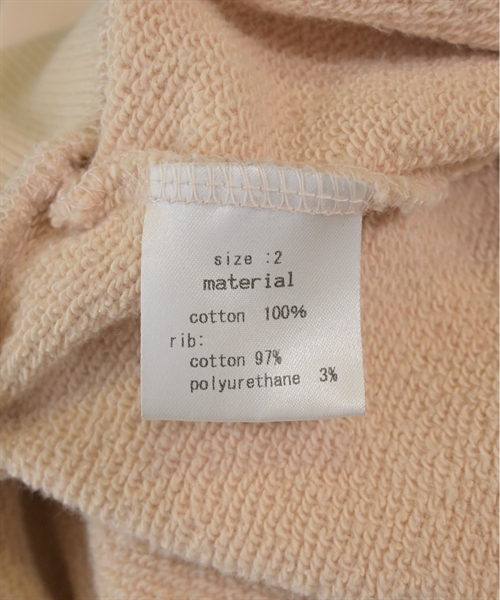 size :2
material
cotton 100%
rib:
cotton 97%
polyurethane 3%